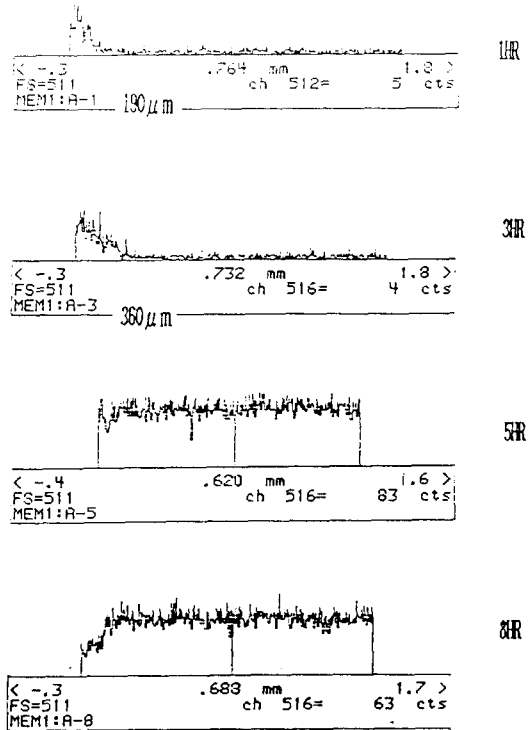 1HR
< -.3 .764 mm 1.8 >
FS=511 ch 512= 5 cts
MEM1:A-1
190μm
3HR
< -.3 .732 mm 1.8 >
FS=511 ch 516= 4 cts
MEM1:A-3
360μm
5HR
< -.4 .620 mm 1.6 >
FS=511 ch 516= 83 cts
MEM1:A-5
8HR
< -.3 .683 mm 1.7 >
FS=511 ch 516= 63 cts
MEM1:A-8